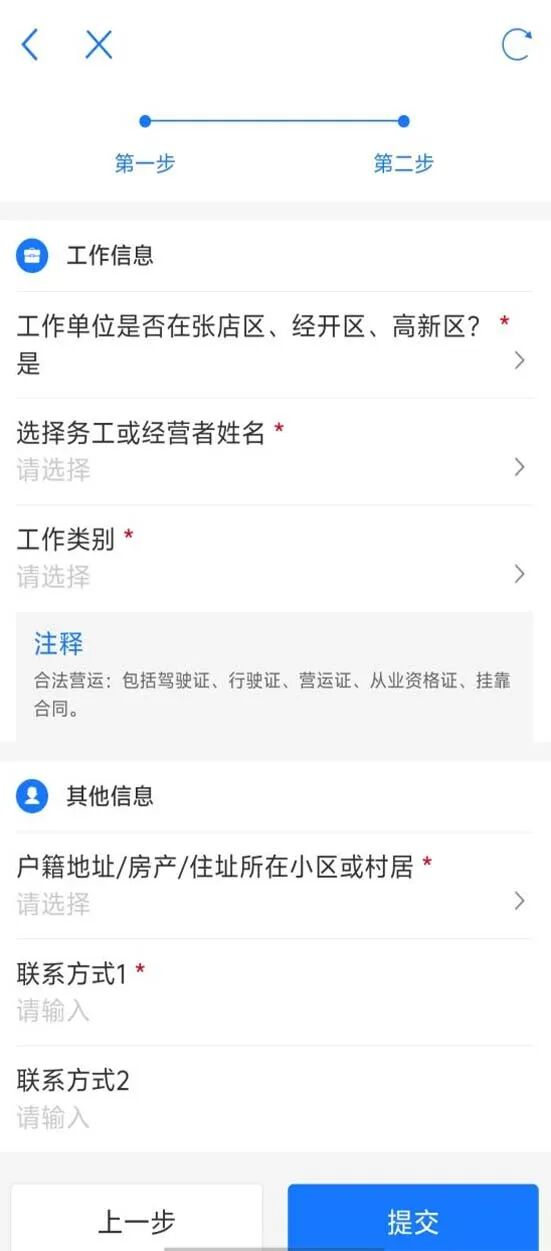 第一步
第二步
工作信息
工作单位是否在张店区、经开区、高新区? *
是
选择务工或经营者姓名 *
请选择
工作类别 *
请选择
注释
合法营运：包括驾驶证、行驶证、营运证、从业资格证、挂靠
合同。
其他信息
户籍地址/房产/住址所在小区或村居 *
请选择
联系方式1 *
请输入
联系方式2
请输入
上一步
提交